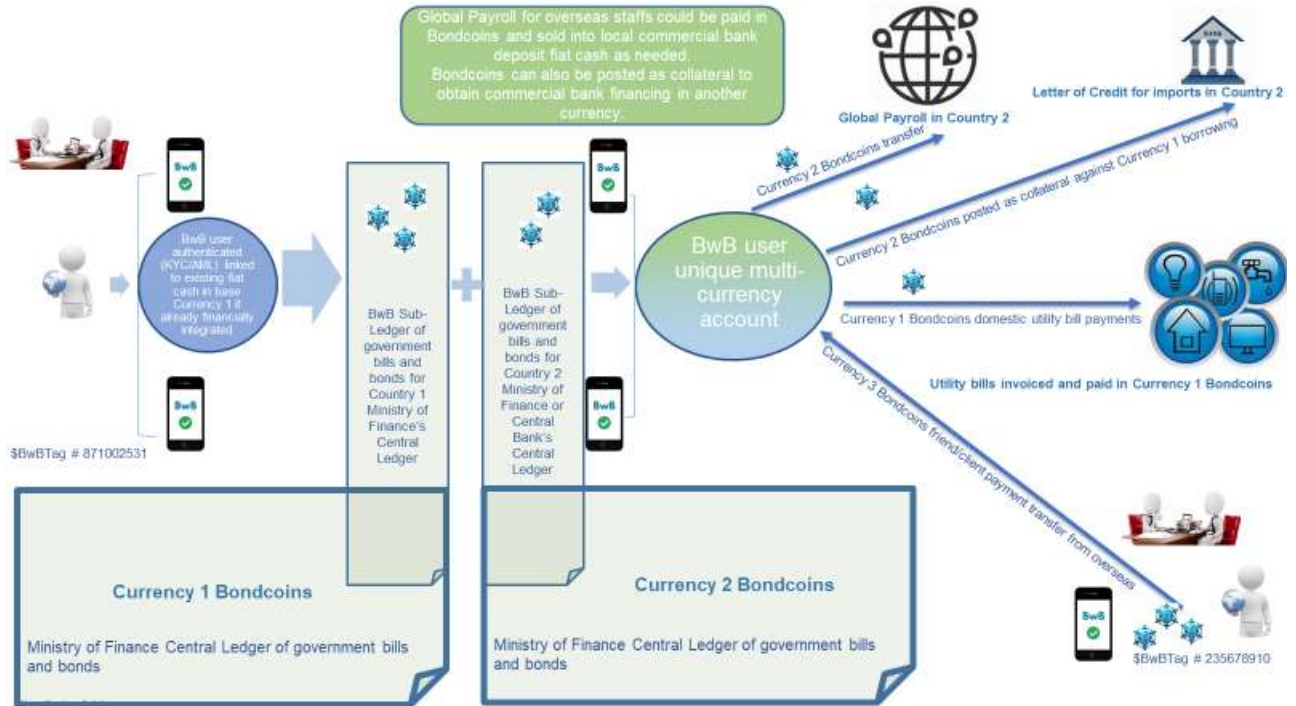 Global Payroll for overseas staffs could be paid in
Bondcoins and sold into local commercial bank
deposit fiat cash as needed.
Bondcoins can also be posted as collateral to
obtain commercial bank financing in another
currency.
BANK
Letter of Credit for imports in Country 2
Global Payroll in Country 2
BwB
BwB
Currency 2 Bondcoins transfer
Currency 2 Bondcoins posted as collateral against Currency 1 borrowing
BwB user
authenticated
(KYC/AML) linked
to existing fiat
cash in base
Currency 1 if
already financially
integrated
BwB Sub-
Ledger of
government
bills and
bonds for
Country 1
Ministry of
Finance's
Central
Ledger
BwB Sub-
Ledger of
government
bills and
bonds for
Country 2
Ministry of
Finance or
Central
Bank's
Central
Ledger
BwB user
unique multi-
currency
account
Currency 1 Bondcoins domestic utility bill payments
Utility bills invoiced and paid in Currency 1 Bondcoins
Currency 3 Bondcoins friend/client payment transfer from overseas
BwB
BwB
$BwBTag # 871002531
Currency 1 Bondcoins
Ministry of Finance Central Ledger of government bills
and bonds
Currency 2 Bondcoins
Ministry of Finance Central Ledger of government bills
and bonds
BwB
$BwBTag # 235678910